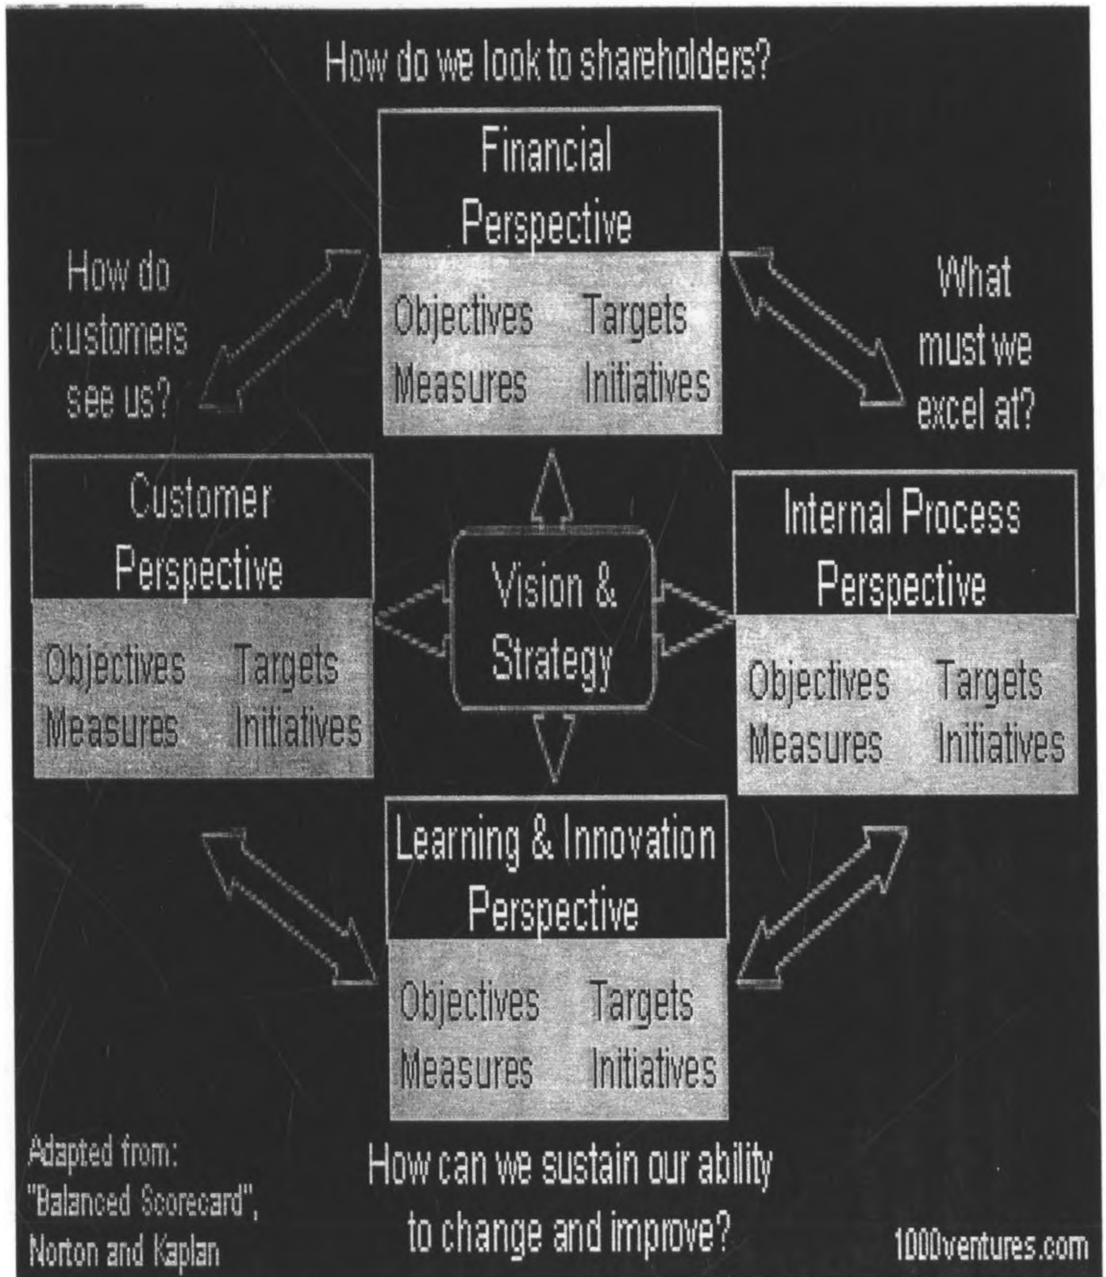 How do we look to shareholders?
Financial
Perspective
Objectives Targets
Measures Initiatives
How do
customers
see us?
What
must we
excel at?
Customer
Perspective
Objectives Targets
Measures Initiatives
Vision &
Strategy
Internal Process
Perspective
Objectives Targets
Measures Initiatives
Learning & Innovation
Perspective
Objectives Targets
Measures Initiatives
Adapted from:
"Balanced Scorecard",
Norton and Kaplan
How can we sustain our ability
to change and improve?
1000ventures.com